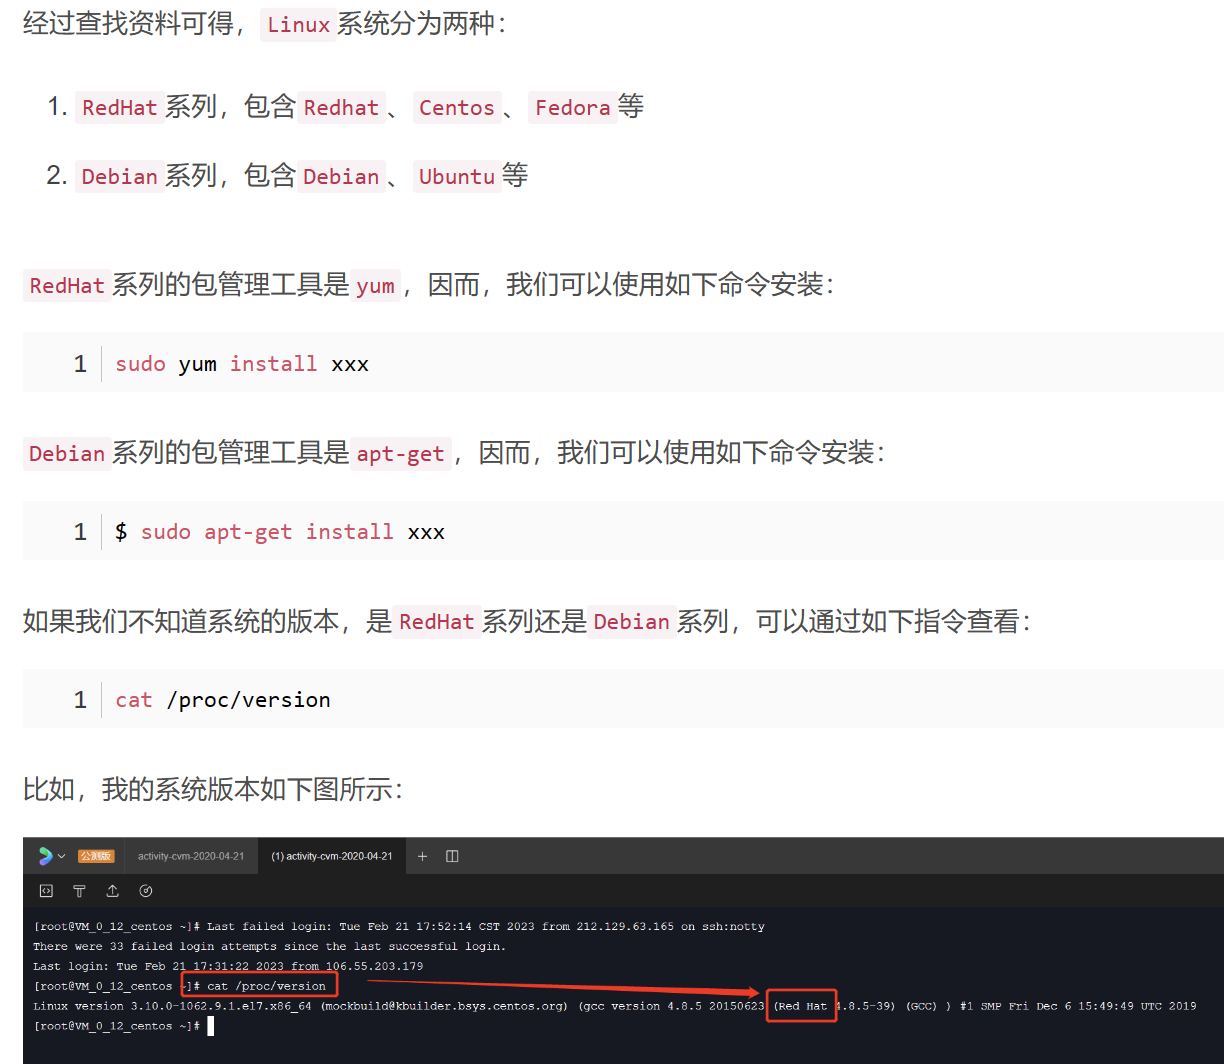 经过查找资料可得，Linux系统分为两种：
1. RedHat系列，包含Redhat、Centos、Fedora等
2. Debian系列，包含Debian、Ubuntu等
RedHat系列的包管理工具是yum，因而，我们可以使用如下命令安装：
1 sudo yum install xxx
Debian系列的包管理工具是apt-get，因而，我们可以使用如下命令安装：
1 $ sudo apt-get install xxx
如果我们不知道系统的版本，是RedHat系列还是Debian系列，可以通过如下指令查看：
1 cat /proc/version
比如，我的系统版本如下图所示：
公测版 activity-cvm-2020-04-21 (1) activity-cvm-2020-04-21
[root@VM_0_12_centos ~]# Last failed login: Tue Feb 21 17:52:14 CST 2023 from 212.129.63.165 on ssh:notty
There were 33 failed login attempts since the last successful login.
Last login: Tue Feb 21 17:31:22 2023 from 106.55.203.179
[root@VM_0_12_centos ~]# cat /proc/version
Linux version 3.10.0-1062.9.1.el7.x86_64 (mockbuild@kbuilder.bsys.centos.org) (gcc version 4.8.5 20150623 (Red Hat 4.8.5-39) (GCC) ) #1 SMP Fri Dec 6 15:49:49 UTC 2019
[root@VM_0_12_centos ~]#